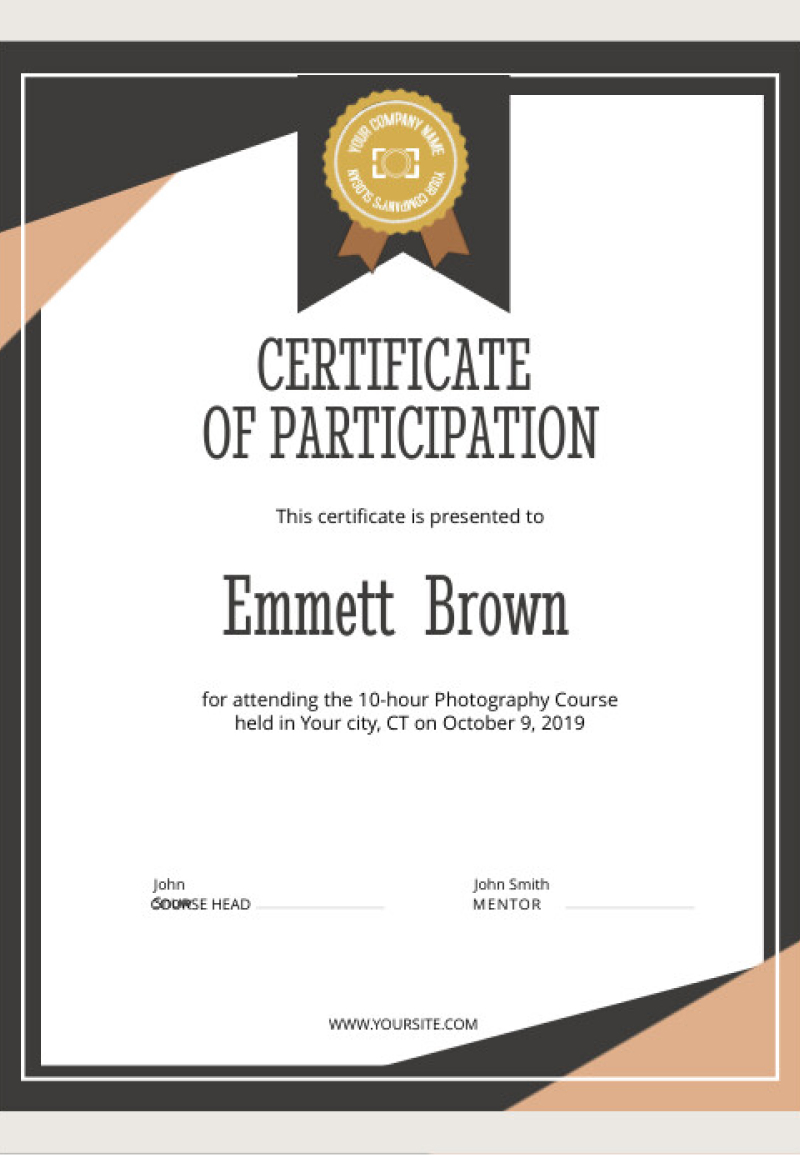 YOUR COMPANY NAME
YOUR COMPANY'S SLOGAN
CERTIFICATE
OF PARTICIPATION
This certificate is presented to
Emmett Brown
for attending the 10-hour Photography Course
held in Your city, CT on October 9, 2019
John
COURSE HEAD
John Smith
MENTOR
WWW.YOURSITE.COM